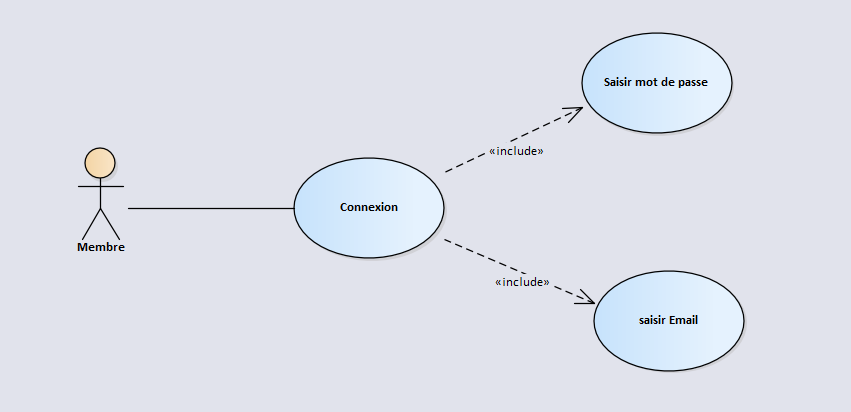 Saisir mot de passe
«include»
Connexion
Membre
«include»
saisir Email